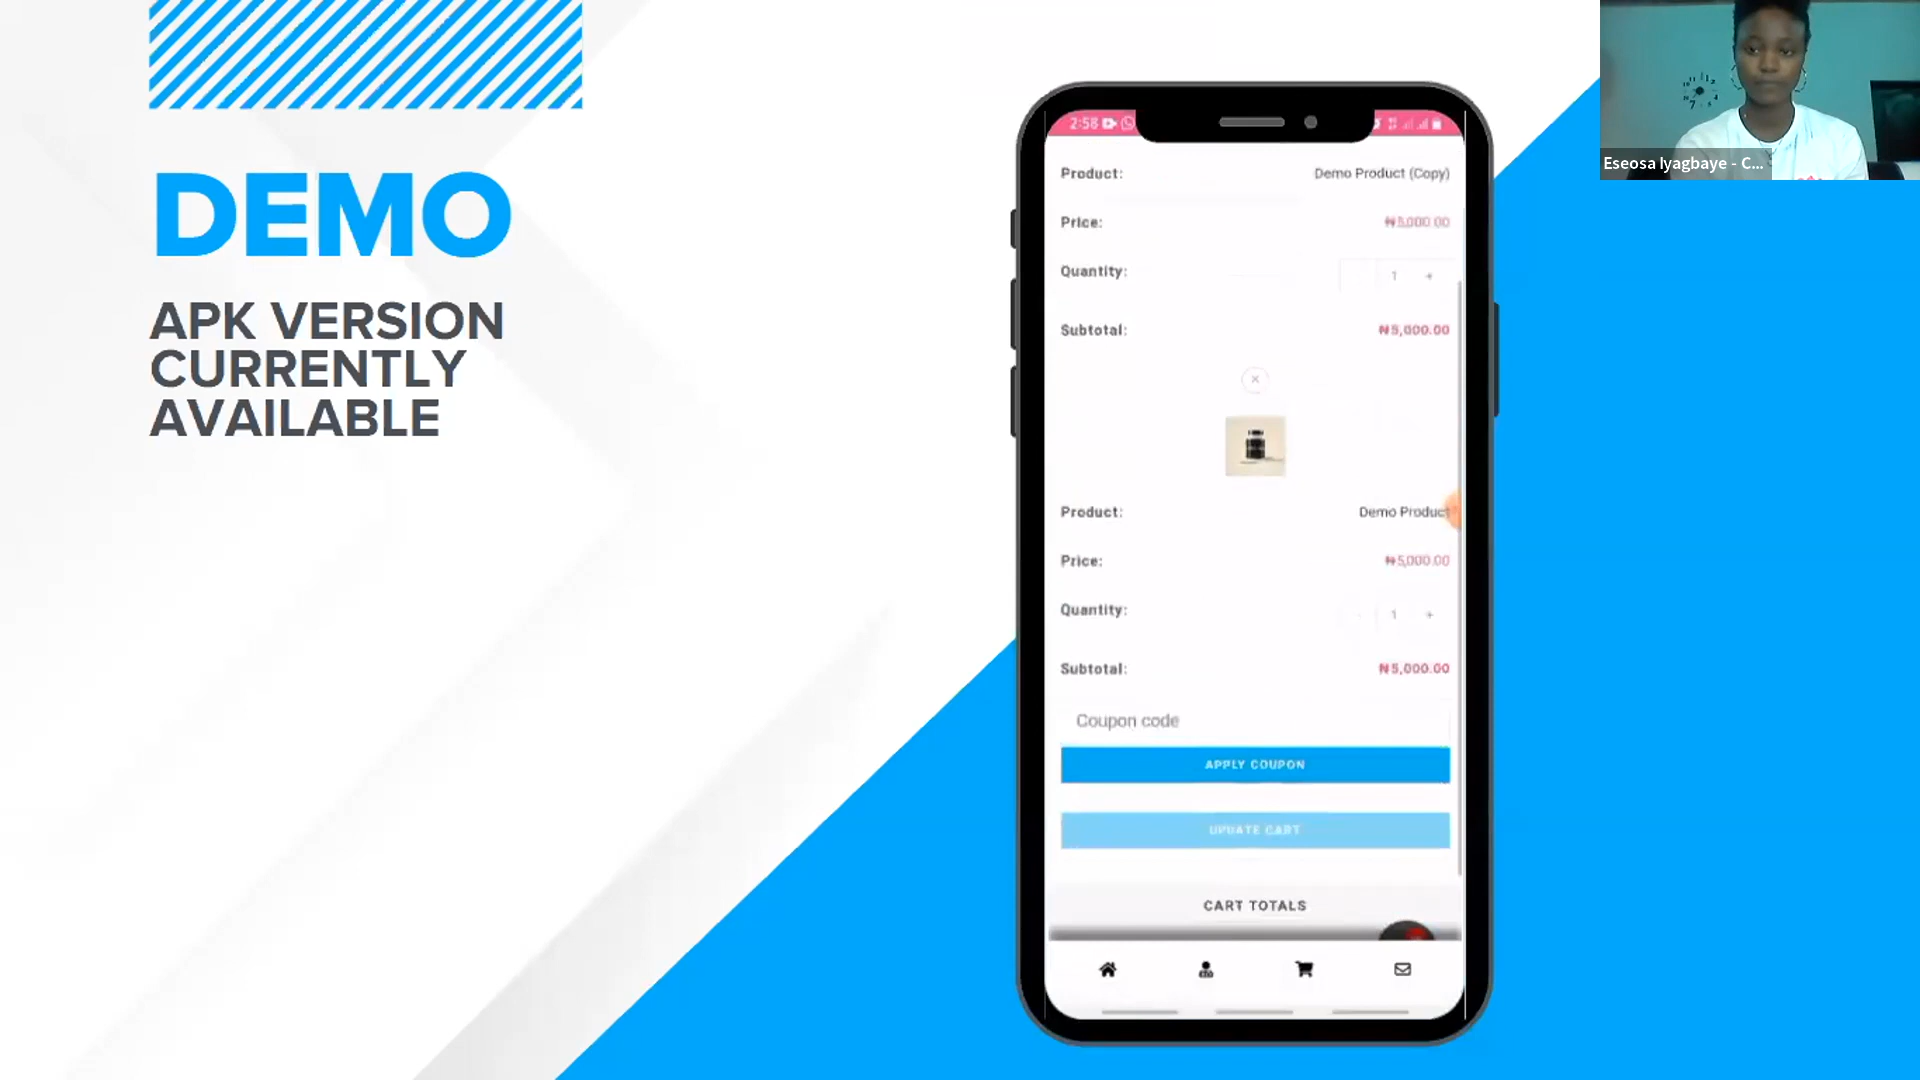 DEMO
APK VERSION
CURRENTLY
AVAILABLE
2:58
Product: Demo Product (Copy)
Price: ₦5,000.00
Quantity: 1 +
Subtotal: ₦5,000.00
×
Product: Demo Product
Price: ₦5,000.00
Quantity: - 1 +
Subtotal: ₦5,000.00
Coupon code
APPLY COUPON
UPDATE CART
CART TOTALS
Eseosa Iyagbaye - C...